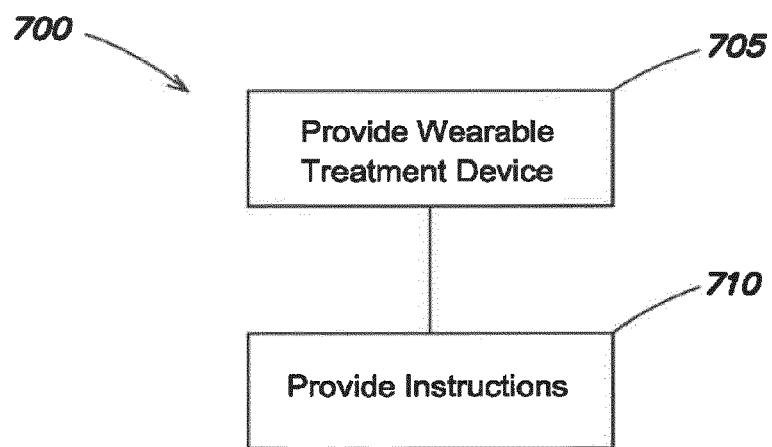 700
705
Provide Wearable
Treatment Device
710
Provide Instructions